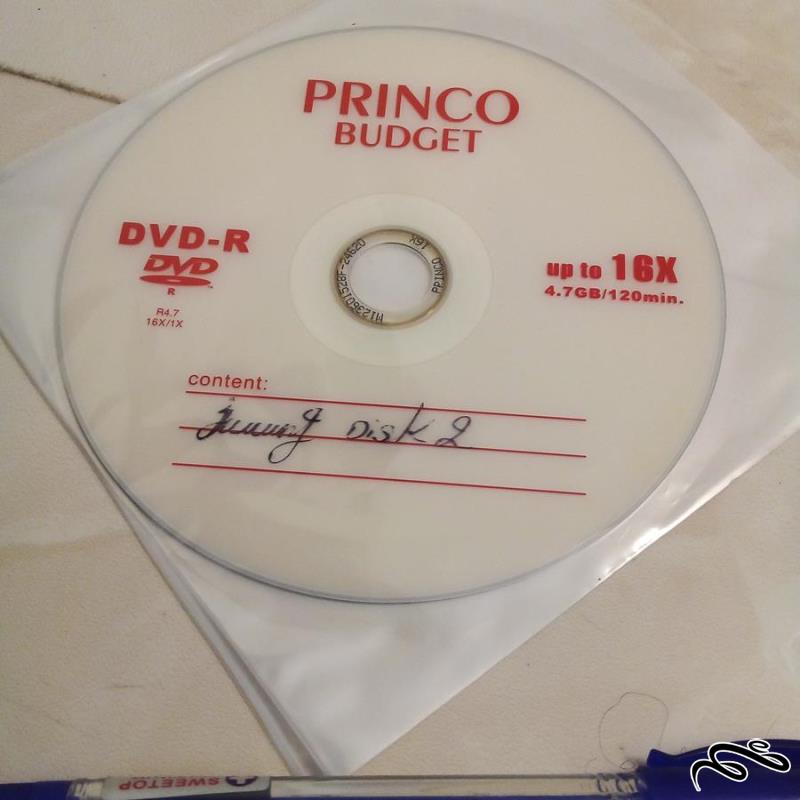 PRINCO
BUDGET
DVD-R
DVD
R
R4.7
16X/1X
up to 16X
4.7GB/120min.
PRINCO 16X
content:
Disk 2
SWEETOP